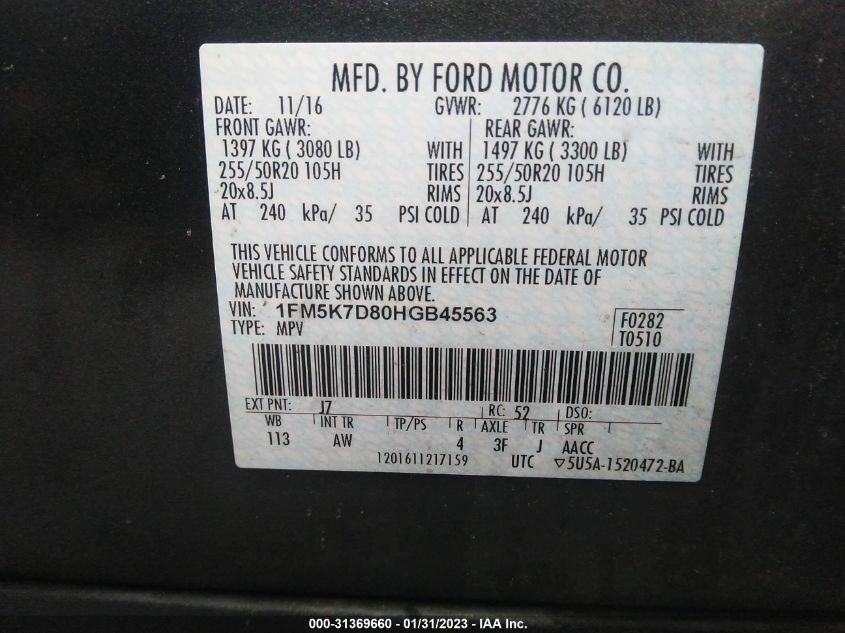 MFD. BY FORD MOTOR CO.
DATE: 11/16 GVWR: 2776 KG ( 6120 LB)
FRONT GAWR: REAR GAWR:
1397 KG ( 3080 LB) WITH 1497 KG ( 3300 LB) WITH
255/50R20 105H TIRES 255/50R20 105H TIRES
20x8.5J RIMS 20x8.5J RIMS
AT 240 kPa/ 35 PSI COLD AT 240 kPa/ 35 PSI COLD
THIS VEHICLE CONFORMS TO ALL APPLICABLE FEDERAL MOTOR
VEHICLE SAFETY STANDARDS IN EFFECT ON THE DATE OF
MANUFACTURE SHOWN ABOVE.
VIN: 1FM5K7D80HGB45563 F0282
TYPE: MPV T0510
EXT PNT: J7 RC: 52 DSO:
WB INT TR TP/PS R AXLE TR SPR
113 AW 4 3F J AACC
1201611217159 UTC ▽5U5A-1520472-BA
000-31369660 - 01/31/2023 - IAA Inc.